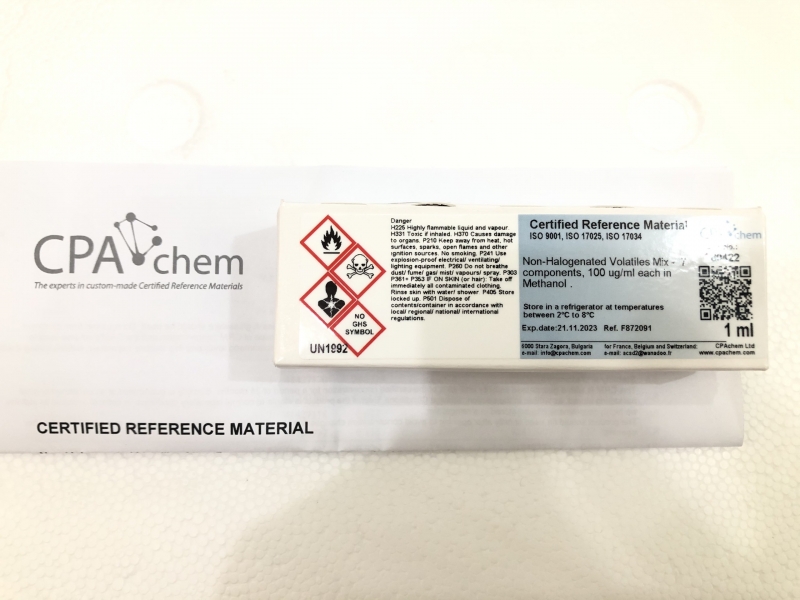 CPAchem
The experts in custom-made Certified Reference Materials
CERTIFIED REFERENCE MATERIAL
NO
GHS
SYMBOL
UN1992
Danger
H225 Highly flammable liquid and vapour
H331 Toxic if inhaled. H370 Causes damage
to organs. P210 Keep away from heat, hot
surfaces, sparks, open flames and other
ignition sources. No smoking. P241 Use
explosion-proof electrical/ ventilating/
lighting equipment. P260 Do not breathe
dust/ fume/ gas/ mist/ vapours/ spray. P303
P361+ P353 IF ON SKIN (or hair): Take off
immediately all contaminated clothing.
Rinse skin with water/ shower. P405 Store
locked up. P501 Dispose of
contents/container in accordance with
local/ regional/ national/ international
regulations.
Certified Reference Material
ISO 9001, ISO 17025, ISO 17034
chem
Non-Halogenated Volatiles Mix - 7
components, 100 ug/ml each in
Methanol .
Store in a refrigerator at temperatures
between 2°C to 8°C
Exp.date:21.11.2023 Ref. F872091
1 ml
6000 Stara Zagora, Bulgaria
e-mail: info@cpachem.com
for France, Belgium and Switzerland:
e-mail: acsd2@wanadoo.fr
CPAchem Ltd
www.cpachem.com